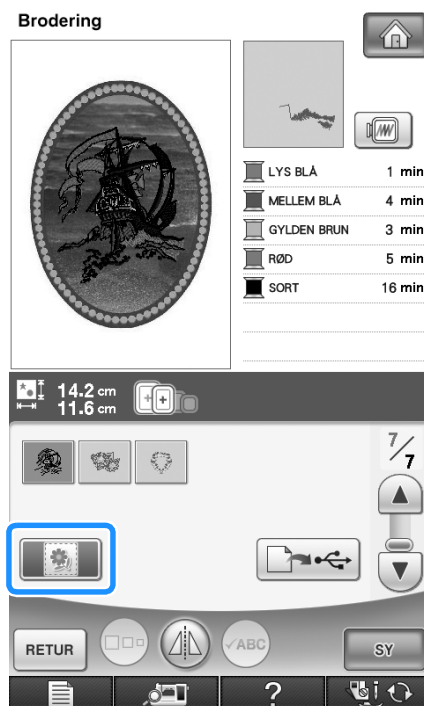 Brodering
LYS BLÅ 1 min
MELLEM BLÅ 4 min
GYLDEN BRUN 3 min
RØD 5 min
SORT 16 min
14.2 cm
11.6 cm
7/7
RETUR
✓ABC
SY
?